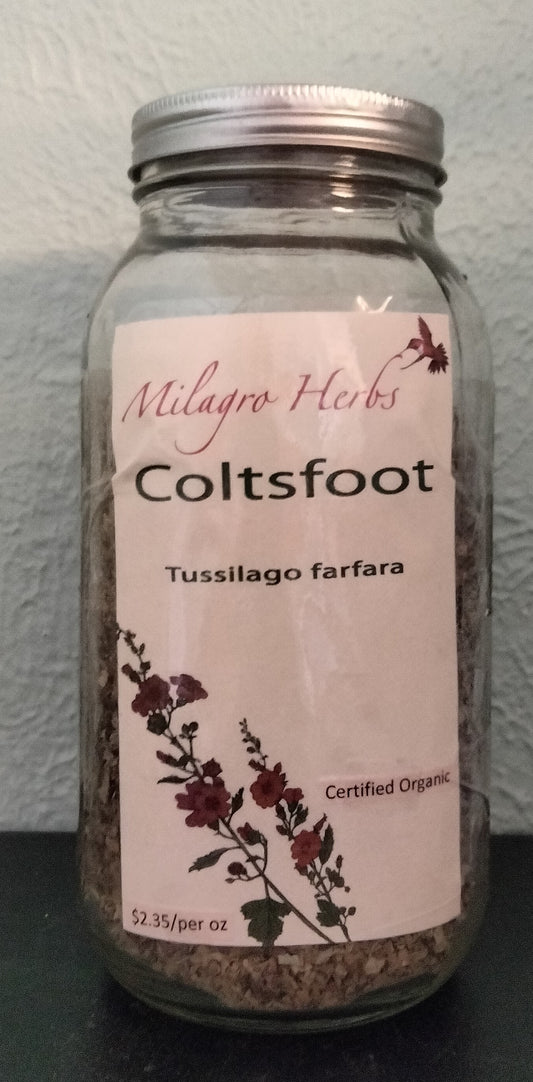 Milagro Herbs
Coltsfoot
Tussilago farfara
Certified Organic
$2.35/per oz